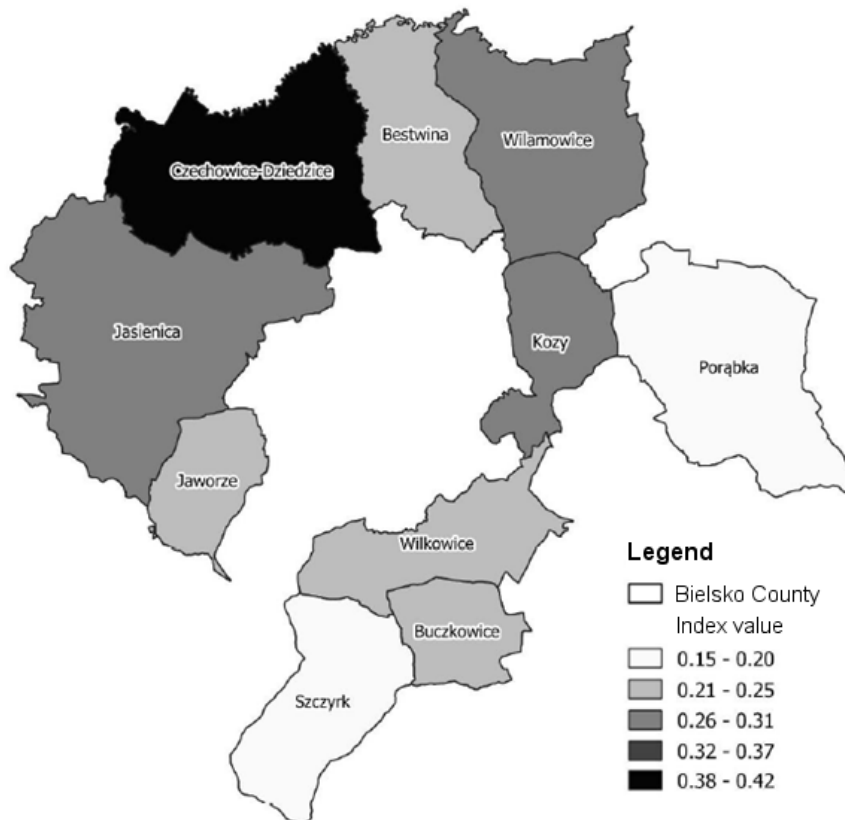 Bestwina
Wilamowice
Czechowice-Dziedzice
Jasienica
Kozy
Porąbka
Jaworze
Wilkowice
Buczkowice
Szczyrk
Legend
Bielsko County
Index value
0.15 - 0.20
0.21 - 0.25
0.26 - 0.31
0.32 - 0.37
0.38 - 0.42